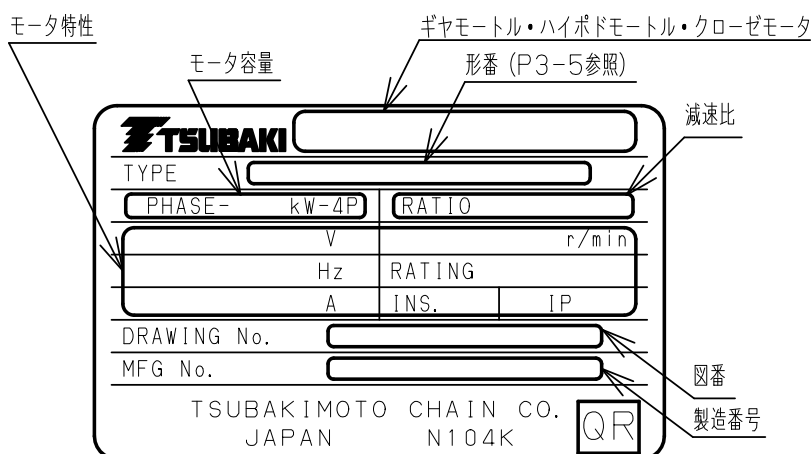 モータ特性
ギヤモートル・ハイポドモートル・クローゼモータ
モータ容量
形番 (P3-5参照)
減速比
TSUBAKI
TYPE
PHASE- kW-4P RATIO
V r/min
Hz RATING
A INS. IP
DRAWING No.
MFG No.
図番
製造番号
TSUBAKIMOTO CHAIN CO.
JAPAN N104K
QR